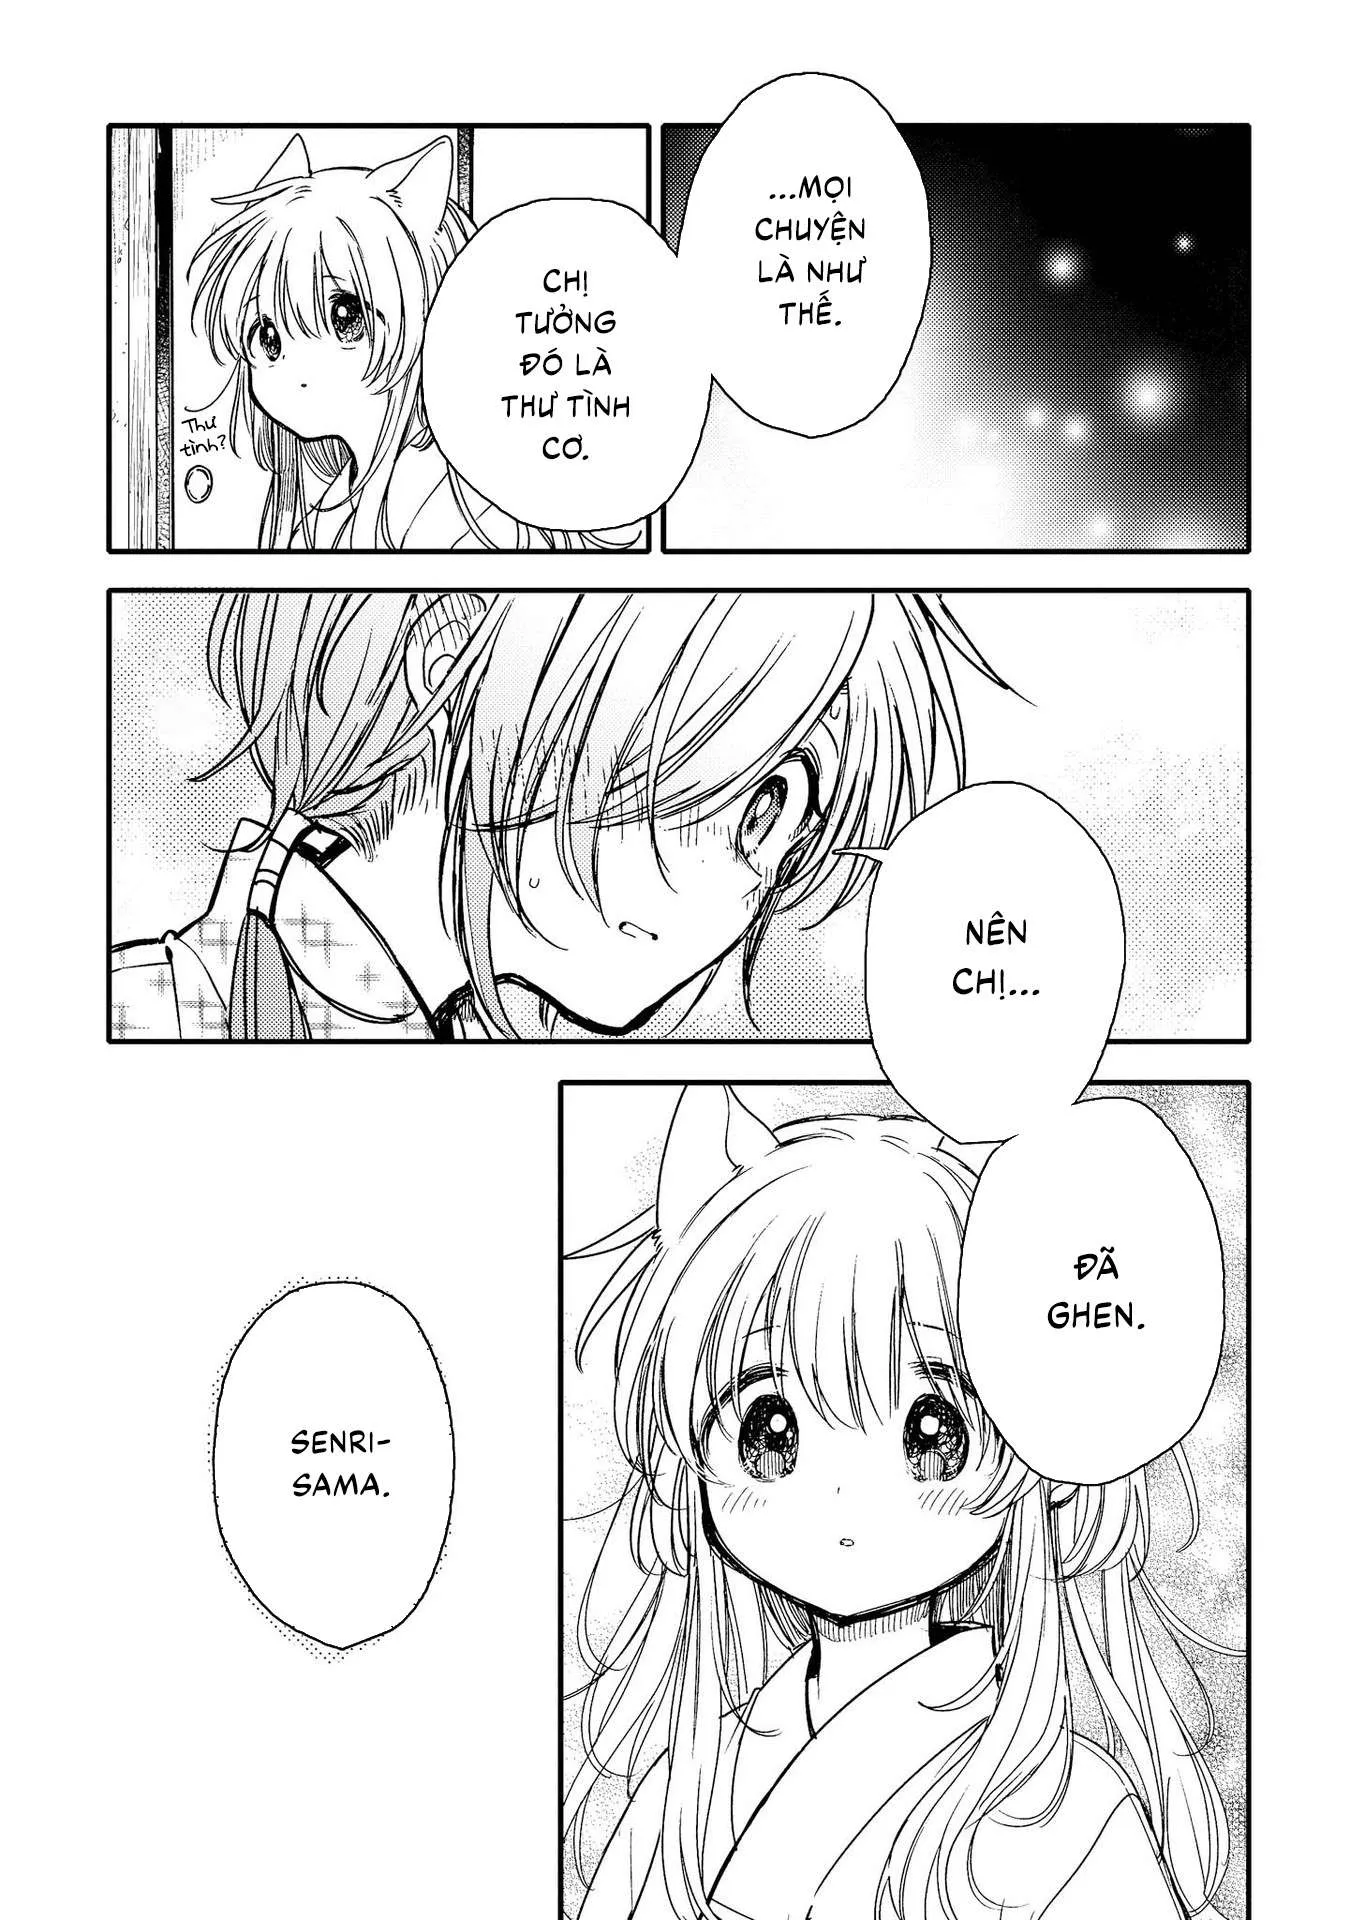 ...MỌI
CHUYỆN
LÀ NHƯ
THẾ.
CHỊ
TƯỞNG
ĐÓ LÀ
THƯ TÌNH
CƠ.
Thư
tình?
NÊN
CHỊ...
ĐÃ
GHEN.
SENRI-
SAMA.